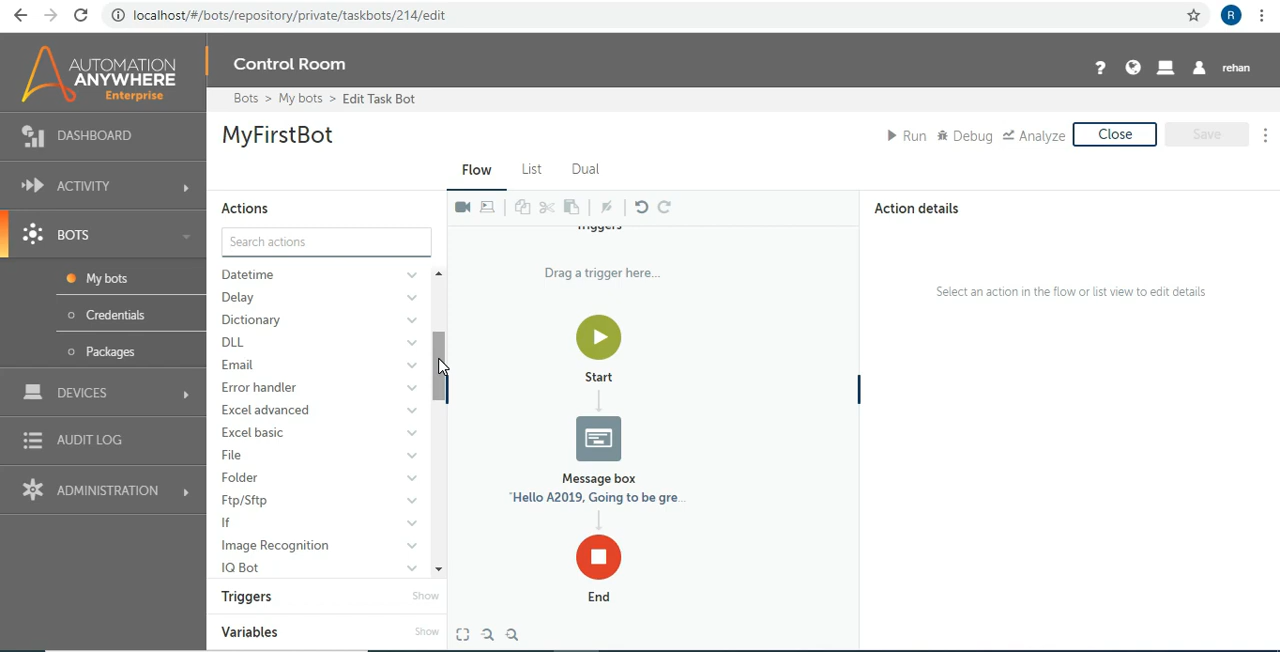 localhost/#/bots/repository/private/taskbots/214/edit
R
AUTOMATION
ANYWHERE
Enterprise
Control Room
?
rehan
Bots > My bots > Edit Task Bot
DASHBOARD
ACTIVITY
BOTS
My bots
Credentials
Packages
DEVICES
AUDIT LOG
ADMINISTRATION
MyFirstBot
Run
Debug
Analyze
Close
Save
Flow
List
Dual
Actions
Search actions
Datetime
Delay
Dictionary
DLL
Email
Error handler
Excel advanced
Excel basic
File
Folder
Ftp/Sftp
If
Image Recognition
IQ Bot
Triggers Show
Variables Show
Triggers
Drag a trigger here...
Start
Message box
"Hello A2019, Going to be gre...
End
Action details
Select an action in the flow or list view to edit details